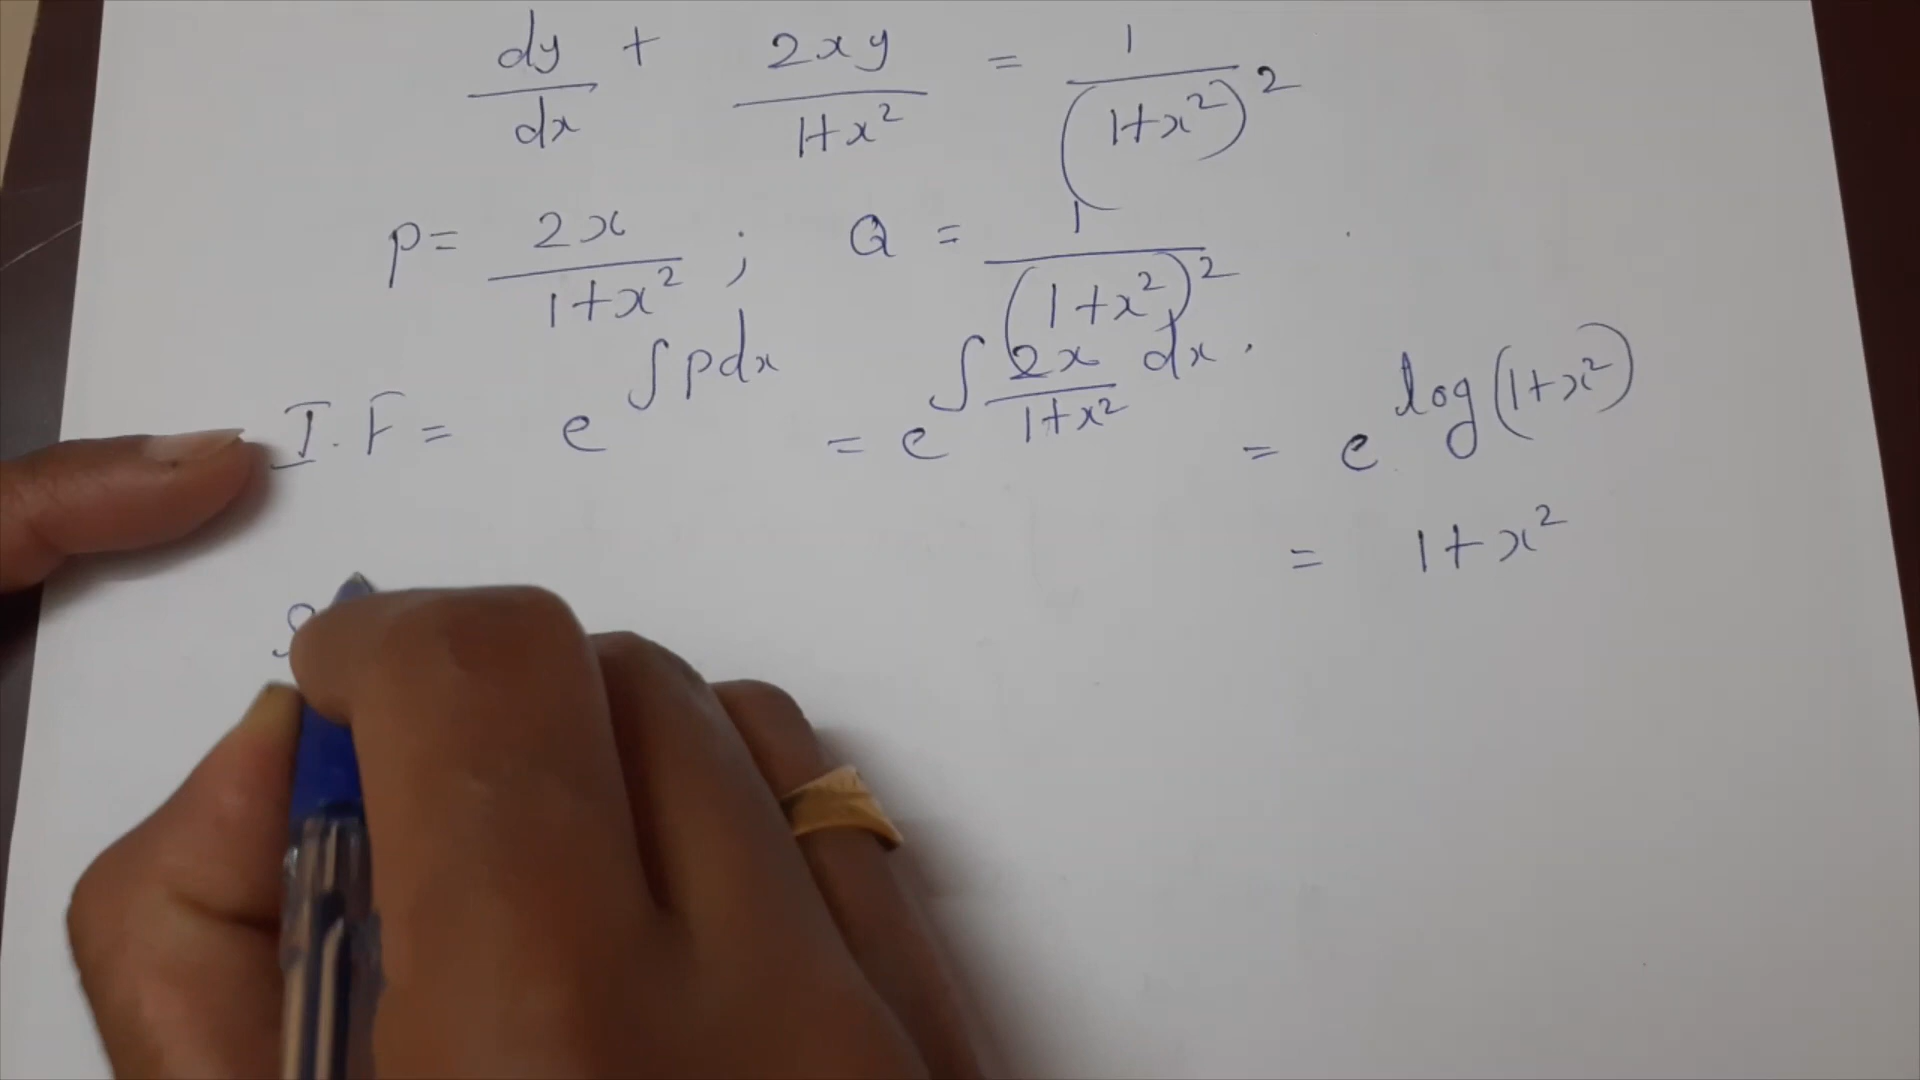 dy/dx + 2xy/1+x² = 1/(1+x²)²
P = 2x/1+x² ; Q = 1/(1+x²)²
I.F = e^∫pdx = e^∫2x/1+x² dx . = e^log(1+x²)
= 1+x²
S